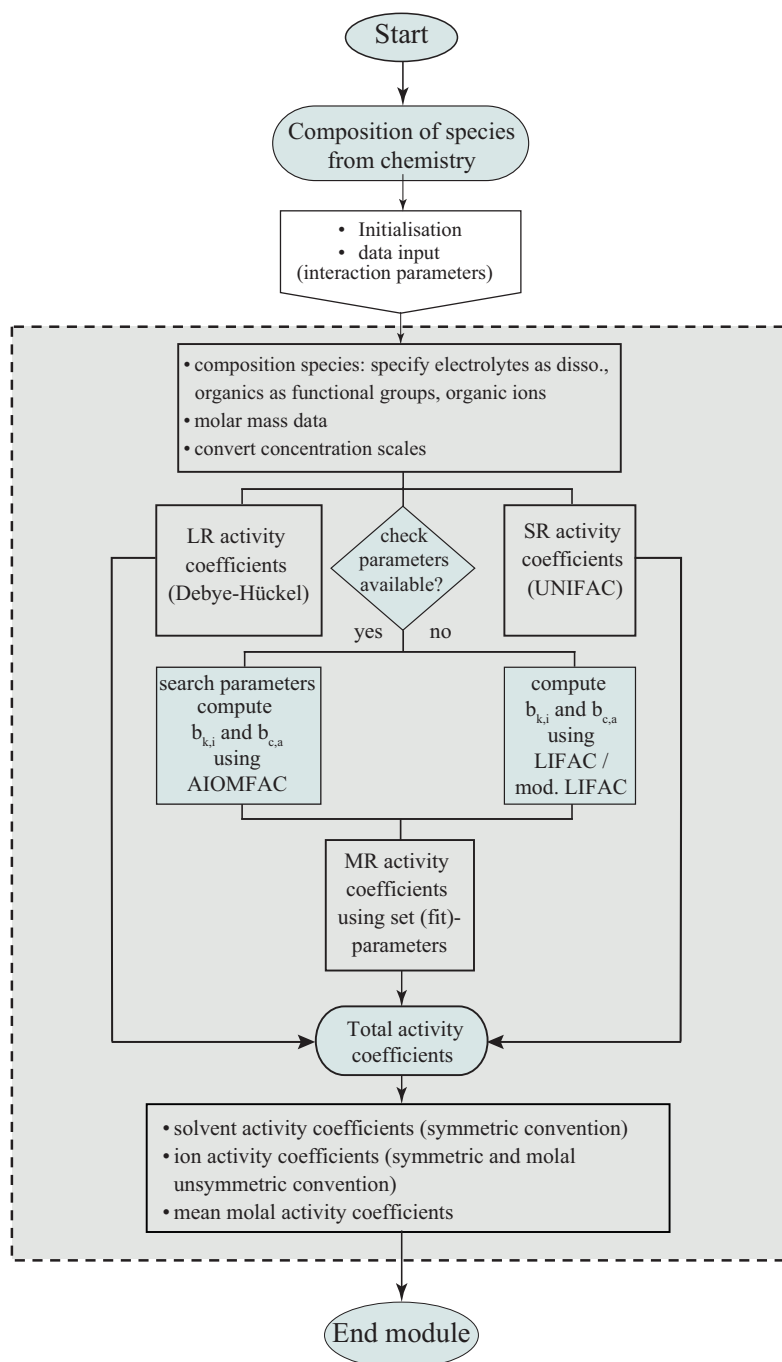 Start
Composition of species
from chemistry
• Initialisation
• data input
(interaction parameters)
• composition species: specify electrolytes as disso.,
organics as functional groups, organic ions
• molar mass data
• convert concentration scales
LR activity
coefficients
(Debye-Hückel)
check
parameters
available?
SR activity
coefficients
(UNIFAC)
yes no
search parameters
compute
b_{k,i} and b_{c,a}
using
AIOMFAC
compute
b_{k,i} and b_{c,a}
using
LIFAC /
mod. LIFAC
MR activity
coefficients
using set (fit)-
parameters
Total activity
coefficients
• solvent activity coefficients (symmetric convention)
• ion activity coefficients (symmetric and molal
unsymmetric convention)
• mean molal activity coefficients
End module